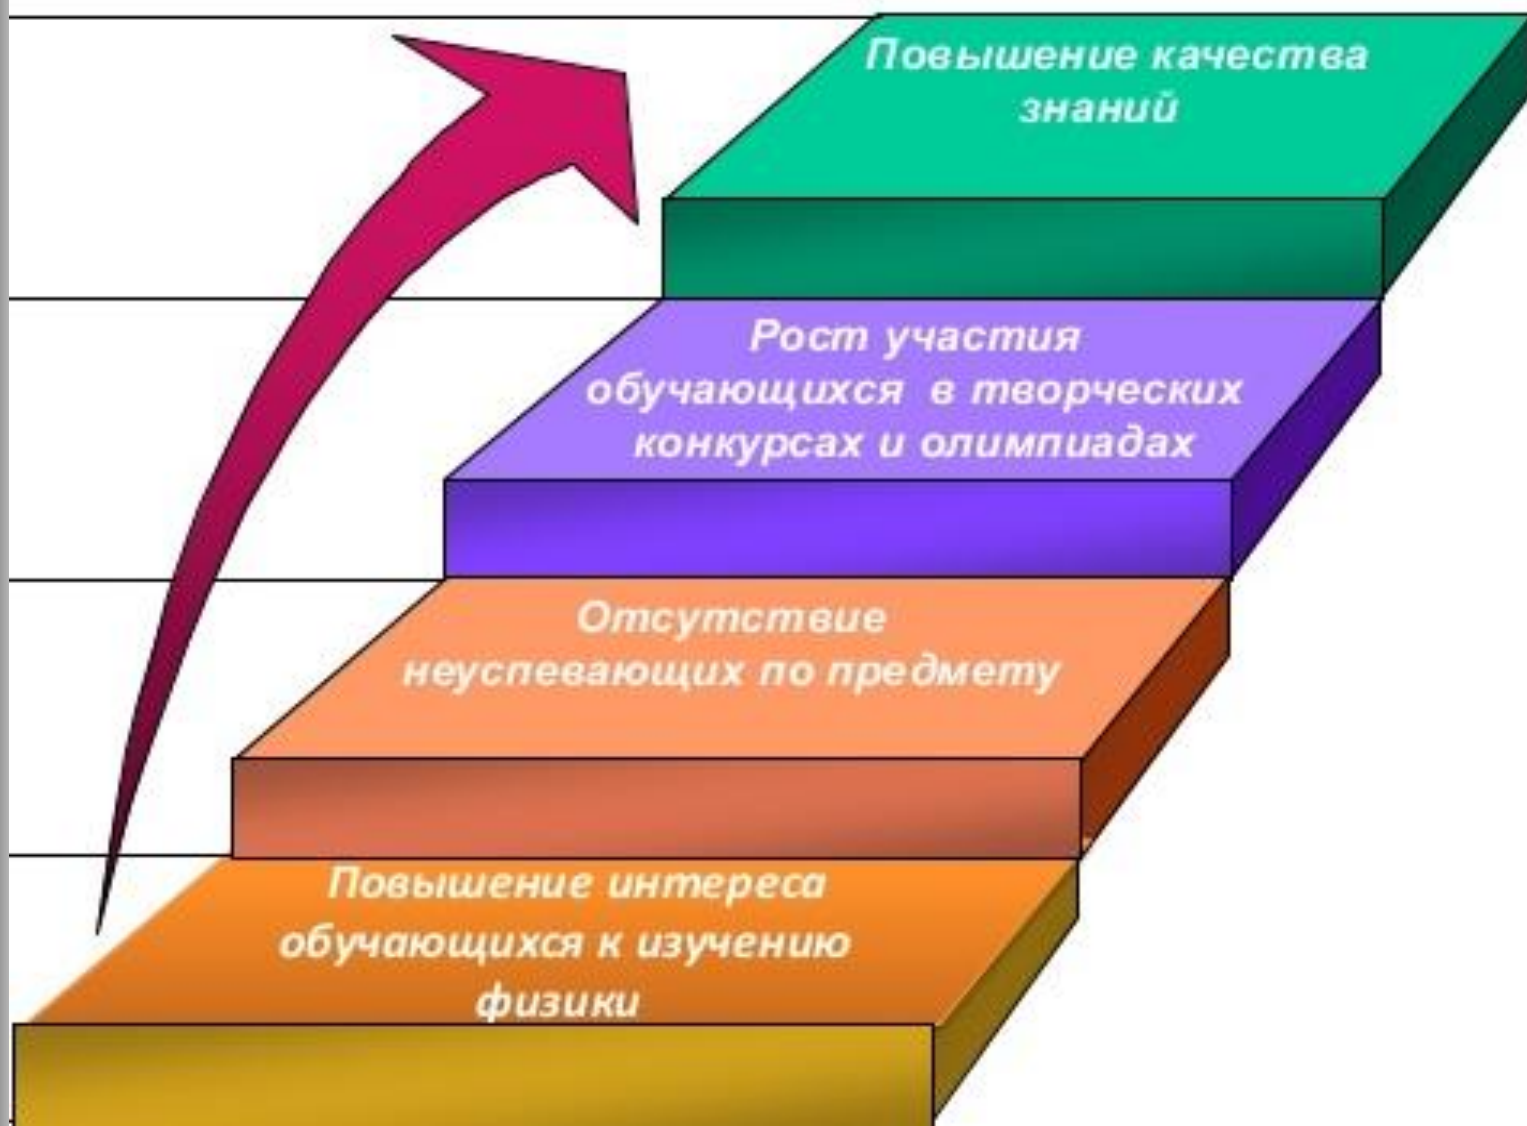 Повышение качества
знаний
Рост участия
обучающихся в творческих
конкурсах и олимпиадах
Отсутствие
неуспевающих по предмету
Повышение интереса
обучающихся к изучению
физики